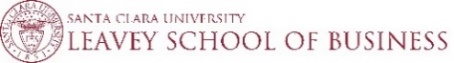 SANTA CLARA UNIVERSITY
LEAVEY SCHOOL OF BUSINESS